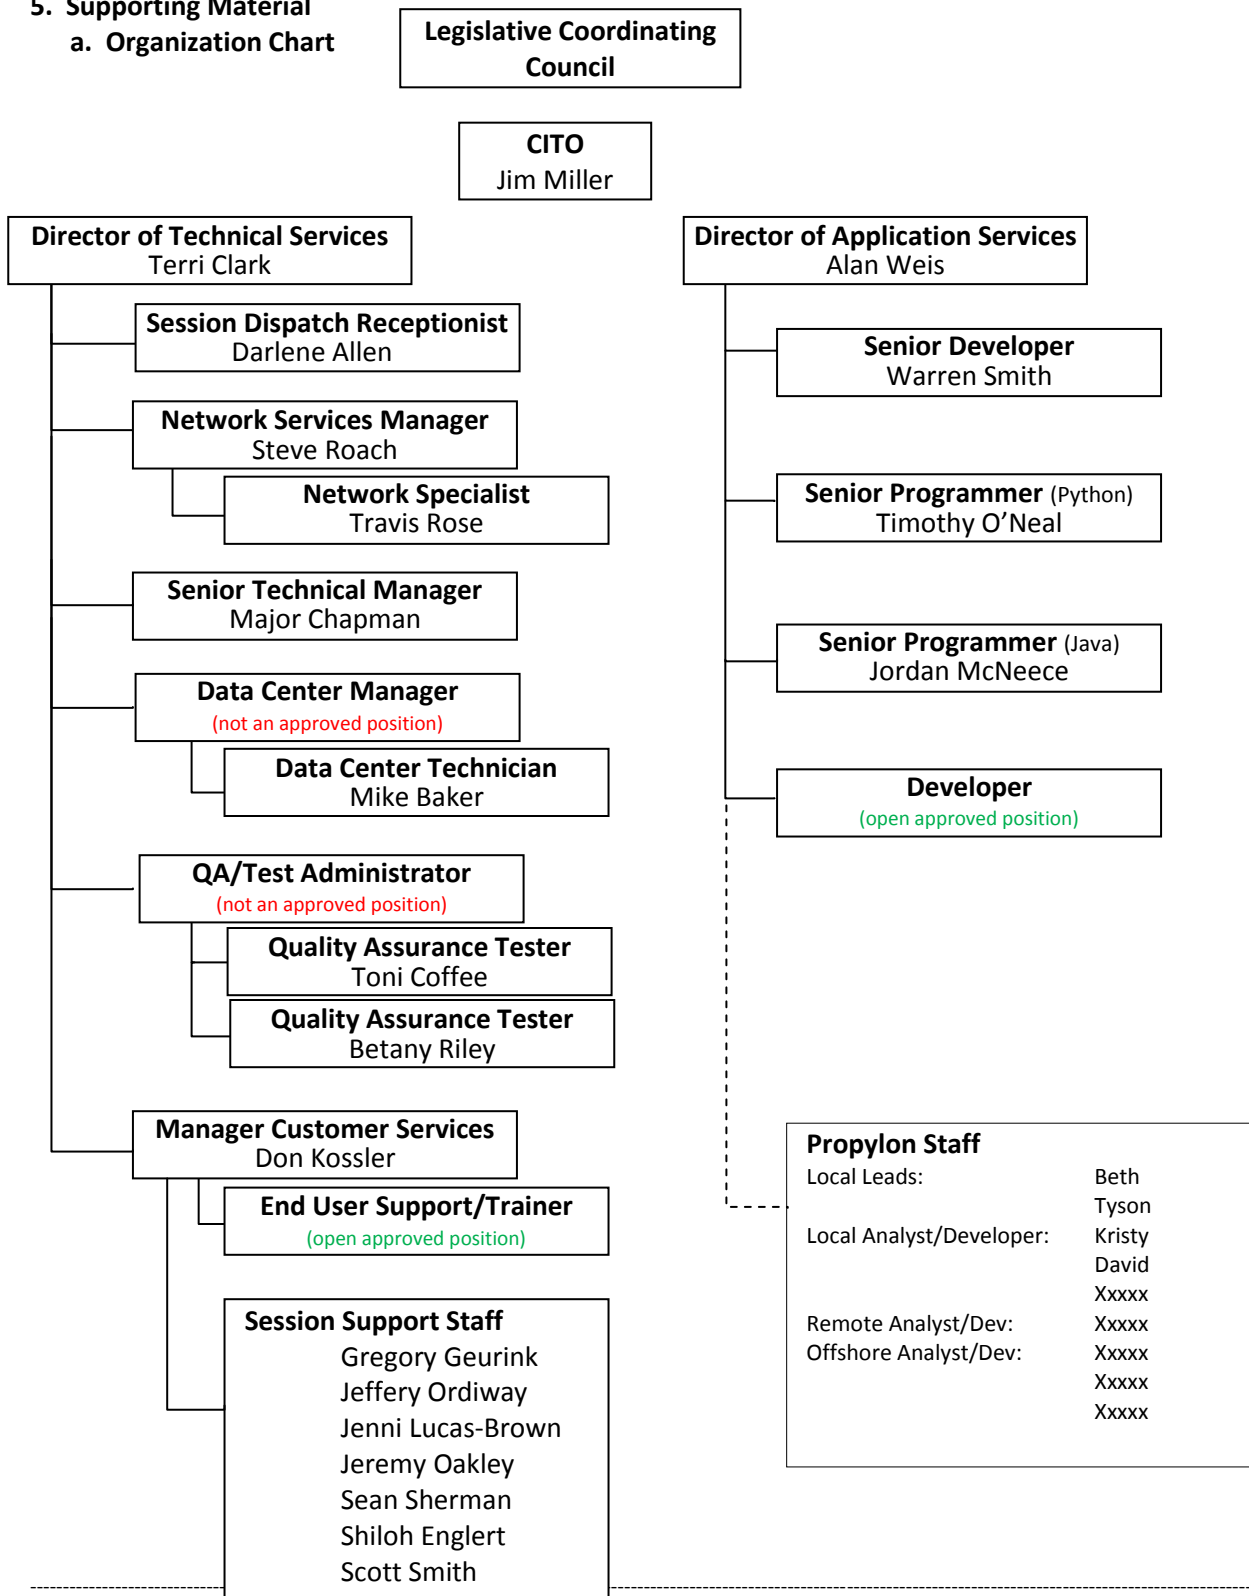 5. Supporting Material
a. Organization Chart
Legislative Coordinating
Council
CITO
Jim Miller
Director of Technical Services
Terri Clark
Session Dispatch Receptionist
Darlene Allen
Network Services Manager
Steve Roach
Network Specialist
Travis Rose
Senior Technical Manager
Major Chapman
Data Center Manager
(not an approved position)
Data Center Technician
Mike Baker
QA/Test Administrator
(not an approved position)
Quality Assurance Tester
Toni Coffee
Quality Assurance Tester
Betany Riley
Manager Customer Services
Don Kossler
End User Support/Trainer
(open approved position)
Session Support Staff
Gregory Geurink
Jeffery Ordiway
Jenni Lucas-Brown
Jeremy Oakley
Sean Sherman
Shiloh Englert
Scott Smith
Director of Application Services
Alan Weis
Senior Developer
Warren Smith
Senior Programmer (Python)
Timothy O’Neal
Senior Programmer (Java)
Jordan McNeece
Developer
(open approved position)
Propylon Staff
Local Leads: Beth
Tyson
Local Analyst/Developer: Kristy
David
Xxxxx
Remote Analyst/Dev: Xxxxx
Offshore Analyst/Dev: Xxxxx
Xxxxx
Xxxxx